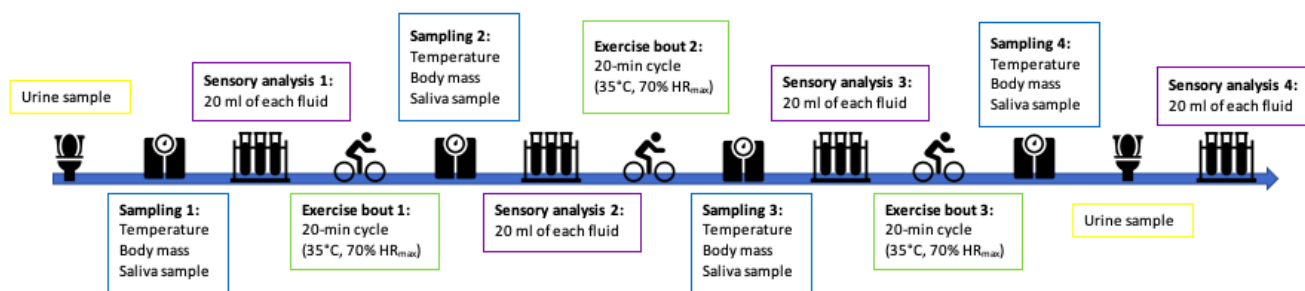 Urine sample
Sampling 1:
Temperature
Body mass
Saliva sample
Sensory analysis 1:
20 ml of each fluid
Exercise bout 1:
20-min cycle
(35°C, 70% HRmax)
Sampling 2:
Temperature
Body mass
Saliva sample
Sensory analysis 2:
20 ml of each fluid
Exercise bout 2:
20-min cycle
(35°C, 70% HRmax)
Sampling 3:
Temperature
Body mass
Saliva sample
Sensory analysis 3:
20 ml of each fluid
Exercise bout 3:
20-min cycle
(35°C, 70% HRmax)
Sampling 4:
Temperature
Body mass
Saliva sample
Urine sample
Sensory analysis 4:
20 ml of each fluid